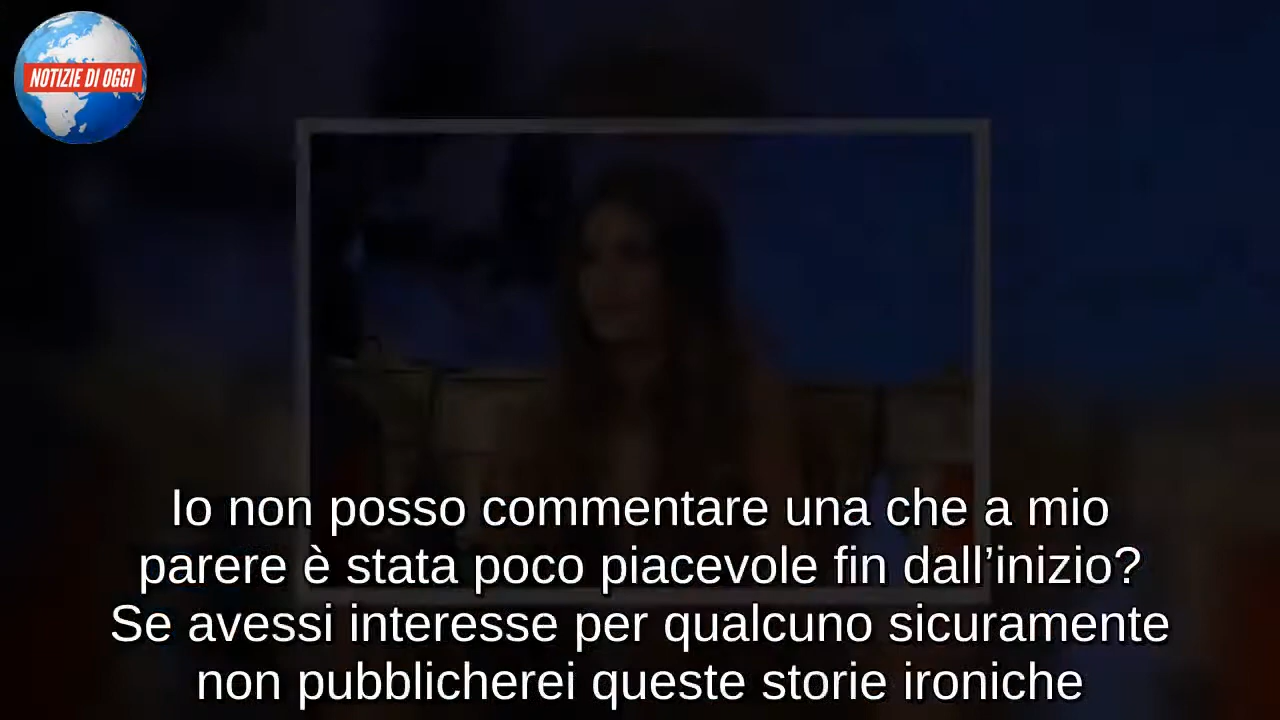 NOTIZIE DI OGGI
Io non posso commentare una che a mio
parere è stata poco piacevole fin dall’inizio?
Se avessi interesse per qualcuno sicuramente
non pubblicherei queste storie ironiche